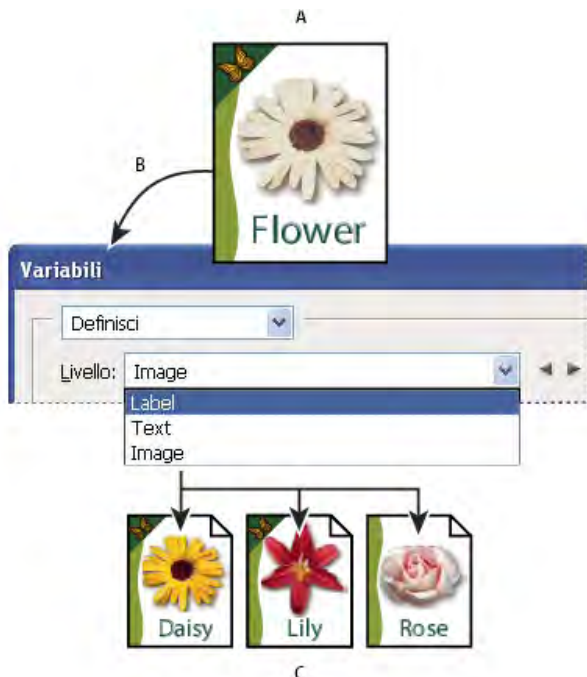 A
B
Flower
Variabili
Definisci
Livello: Image
Label
Text
Image
Daisy Lily Rose
C